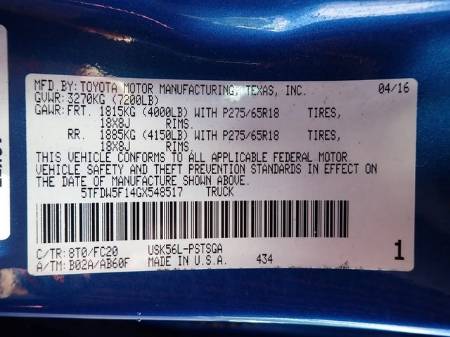 MFD. BY: TOYOTA MOTOR MANUFACTURING, TEXAS, INC. 04/16
GVWR: 3270KG (7200LB)
GAWR: FRT. 1815KG (4000LB) WITH P275/65R18 TIRES,
18X8J RIMS.
RR. 1885KG (4150LB) WITH P275/65R18 TIRES,
18X8J RIMS.
THIS VEHICLE CONFORMS TO ALL APPLICABLE FEDERAL MOTOR
VEHICLE SAFETY AND THEFT PREVENTION STANDARDS IN EFFECT
ON THE DATE OF MANUFACTURE SHOWN ABOVE.
5TFDW5F14GX548517 TRUCK
C/TR: 8T0/FC20 USK56L-PSTSGA 1
A/TM: B02A/AB60F MADE IN U.S.A. 434